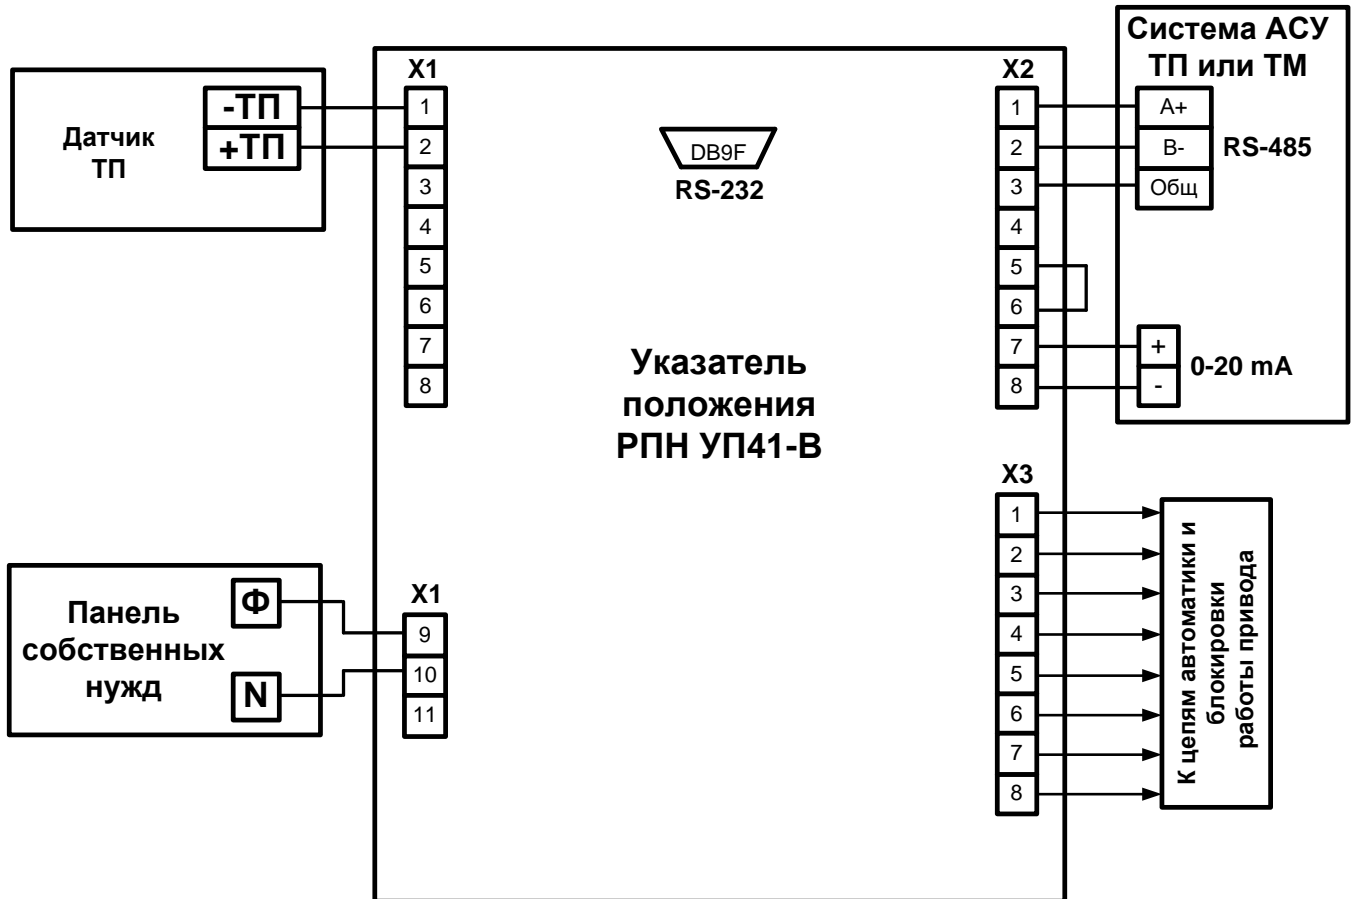 Система АСУ
ТП или ТМ
X1
X2
Датчик
ТП
-ТП
+ТП
1
2
3
4
5
6
7
8
DB9F
RS-232
1
2
3
4
5
6
7
8
A+
B-
Общ
RS-485
+
-
0-20 mA
Указатель
положения
РПН УП41-В
X3
1
2
3
4
5
6
7
8
К цепям автоматики и
блокировки
работы привода
Панель
собственных
нужд
Ф
N
X1
9
10
11